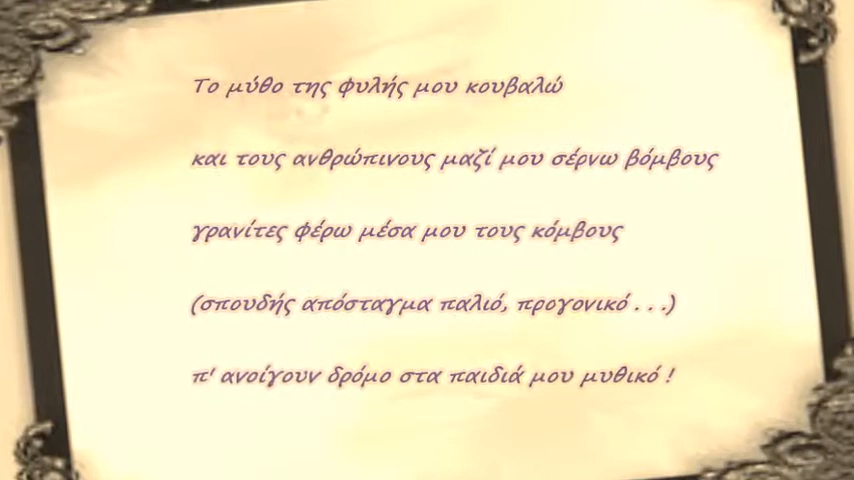 Το μύθο της φυλής μου κουβαλώ
και τους ανθρώπινους μαζί μου σέρνω βόμβους
γρανίτες φέρω μέσα μου τους κόμβους
(σπουδής απόσταγμα παλιό, προγονικό . . .)
π' ανοίγουν δρόμο στα παιδιά μου μυθικό !